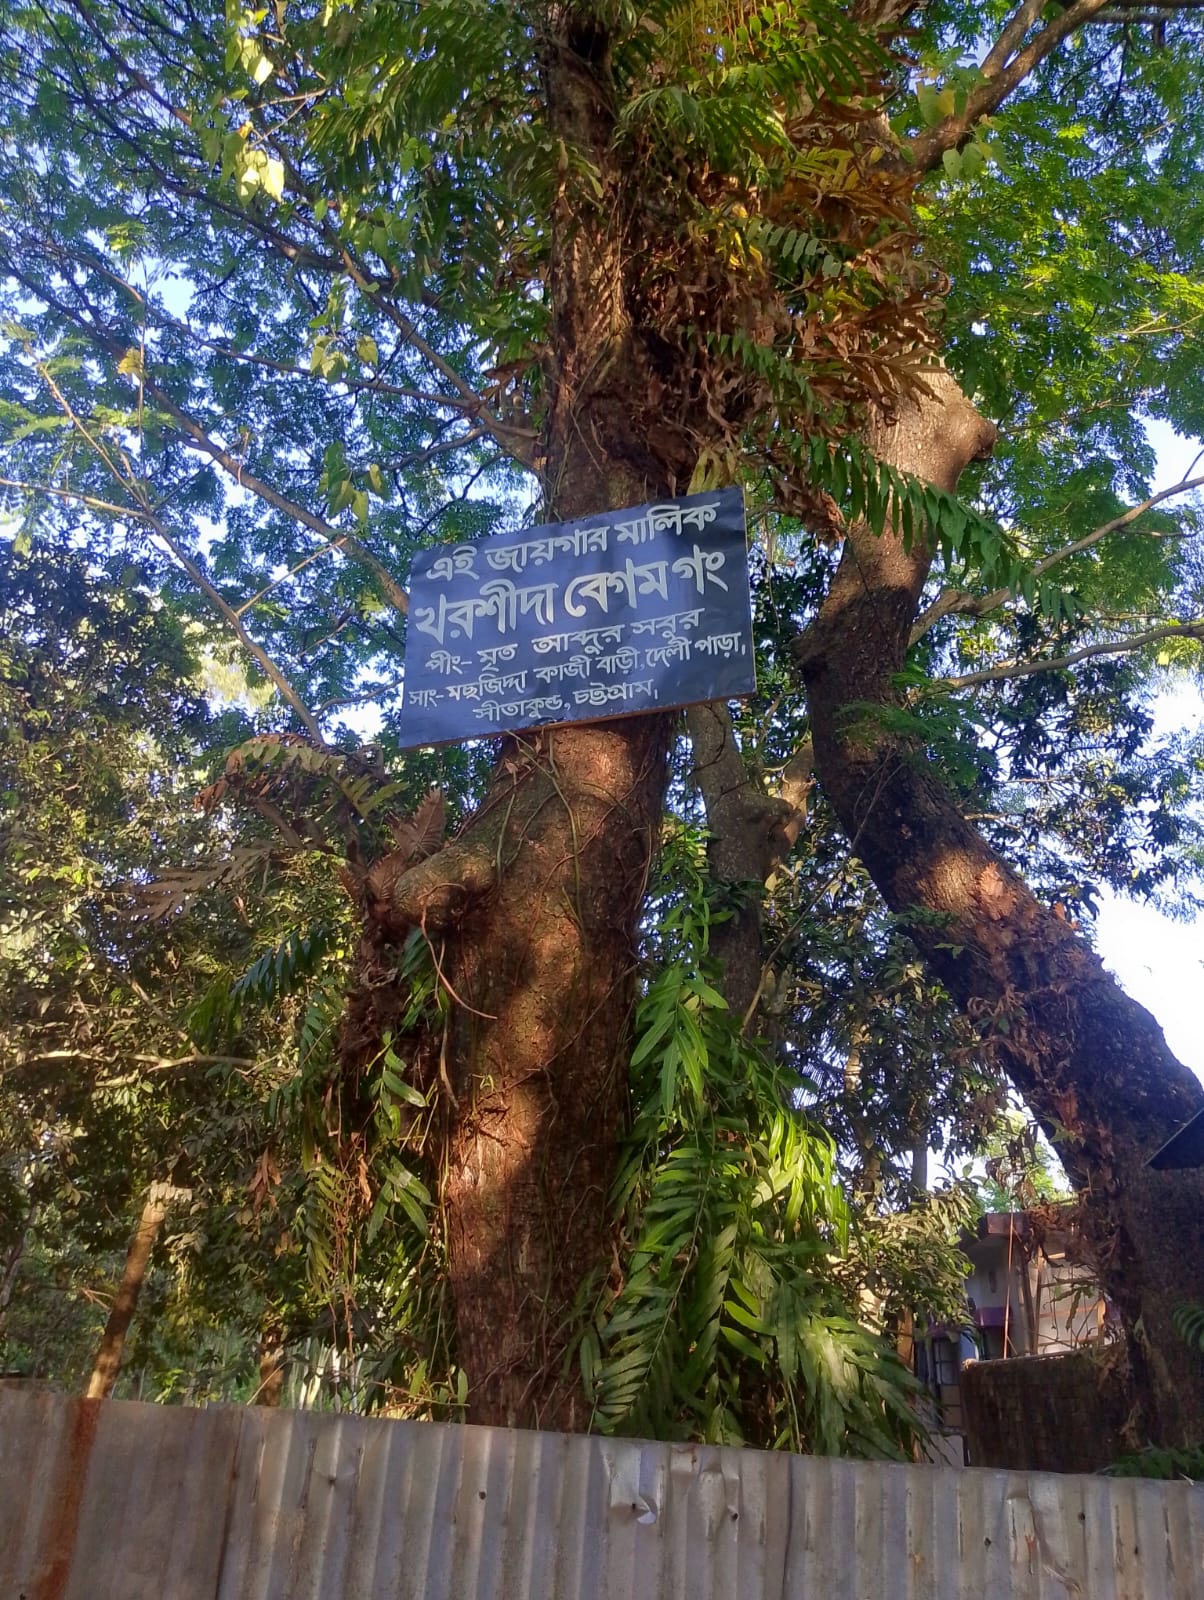 এই জায়গার মালিক
খরশীদা বেগম গং
পীং- মৃত আব্দুর সবুর
সাং- মছজিদ্দা কাজী বাড়ী, দেলী পাড়া,
সীতাকুন্ড, চট্টগ্রাম।